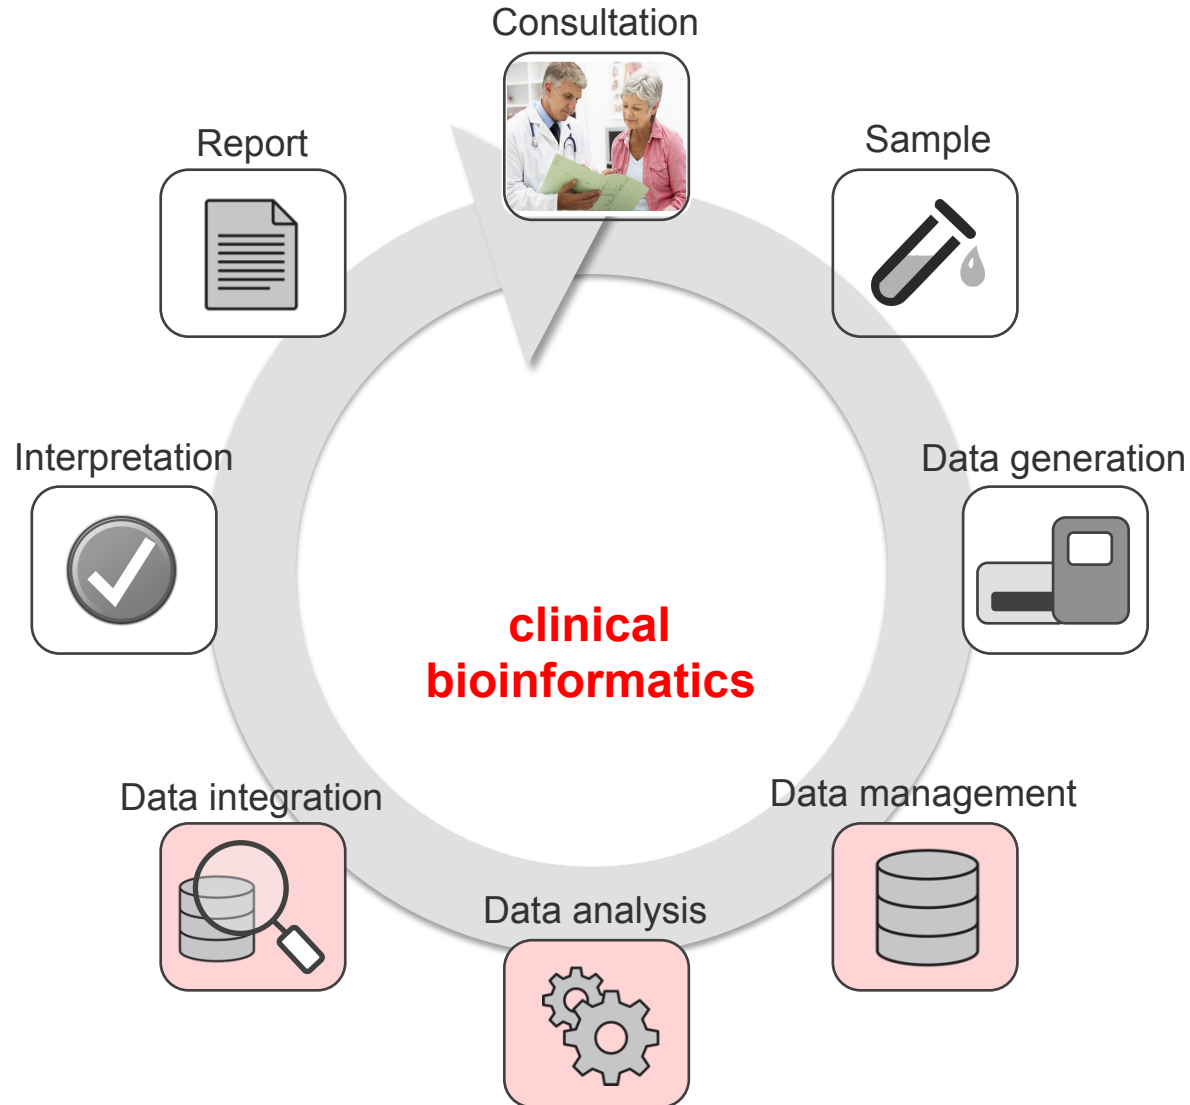 Consultation
Sample
Data generation
Data management
Data analysis
Data integration
Interpretation
Report
clinical
bioinformatics